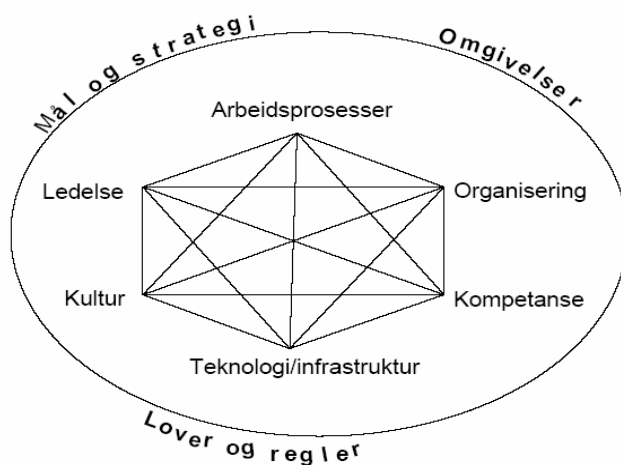 Mål og strategi
Omgivelser
Arbeidsprosesser
Ledelse
Organisering
Kultur
Kompetanse
Teknologi/infrastruktur
Lover og regler